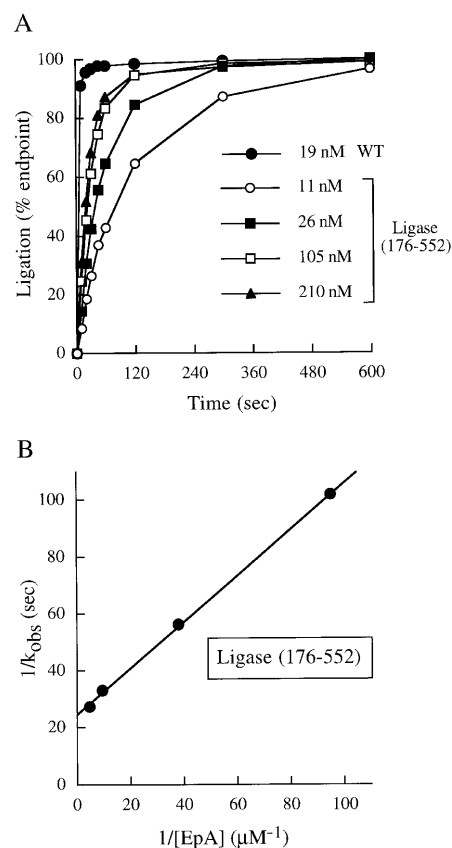 A
100
80
60
40
20
0
Ligation (% endpoint)
19 nM WT
11 nM
26 nM
105 nM
210 nM
Ligase
(176-552)
0 120 240 360 480 600
Time (sec)
B
100
80
60
40
20
0
1/kobs (sec)
Ligase (176-552)
0 20 40 60 80 100
1/[EpA] (μM-1)